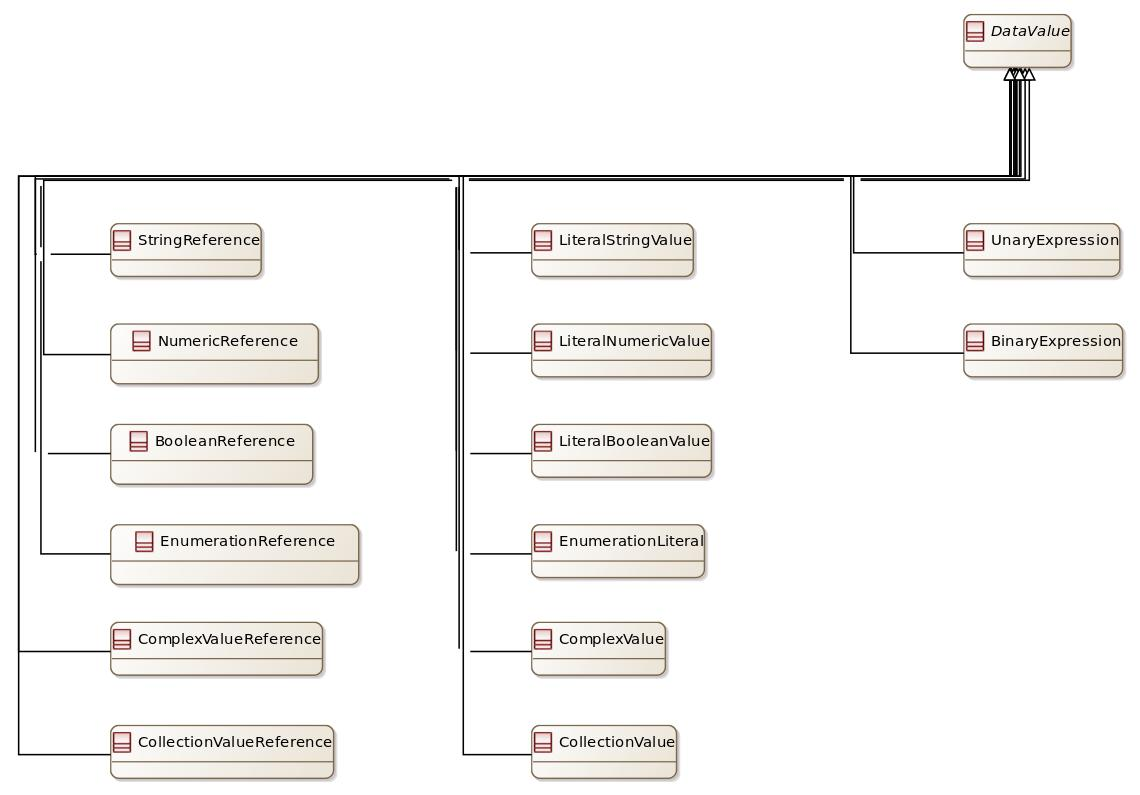 DataValue
StringReference
LiteralStringValue
UnaryExpression
NumericReference
LiteralNumericValue
BinaryExpression
BooleanReference
LiteralBooleanValue
EnumerationReference
EnumerationLiteral
ComplexValueReference
ComplexValue
CollectionValueReference
CollectionValue